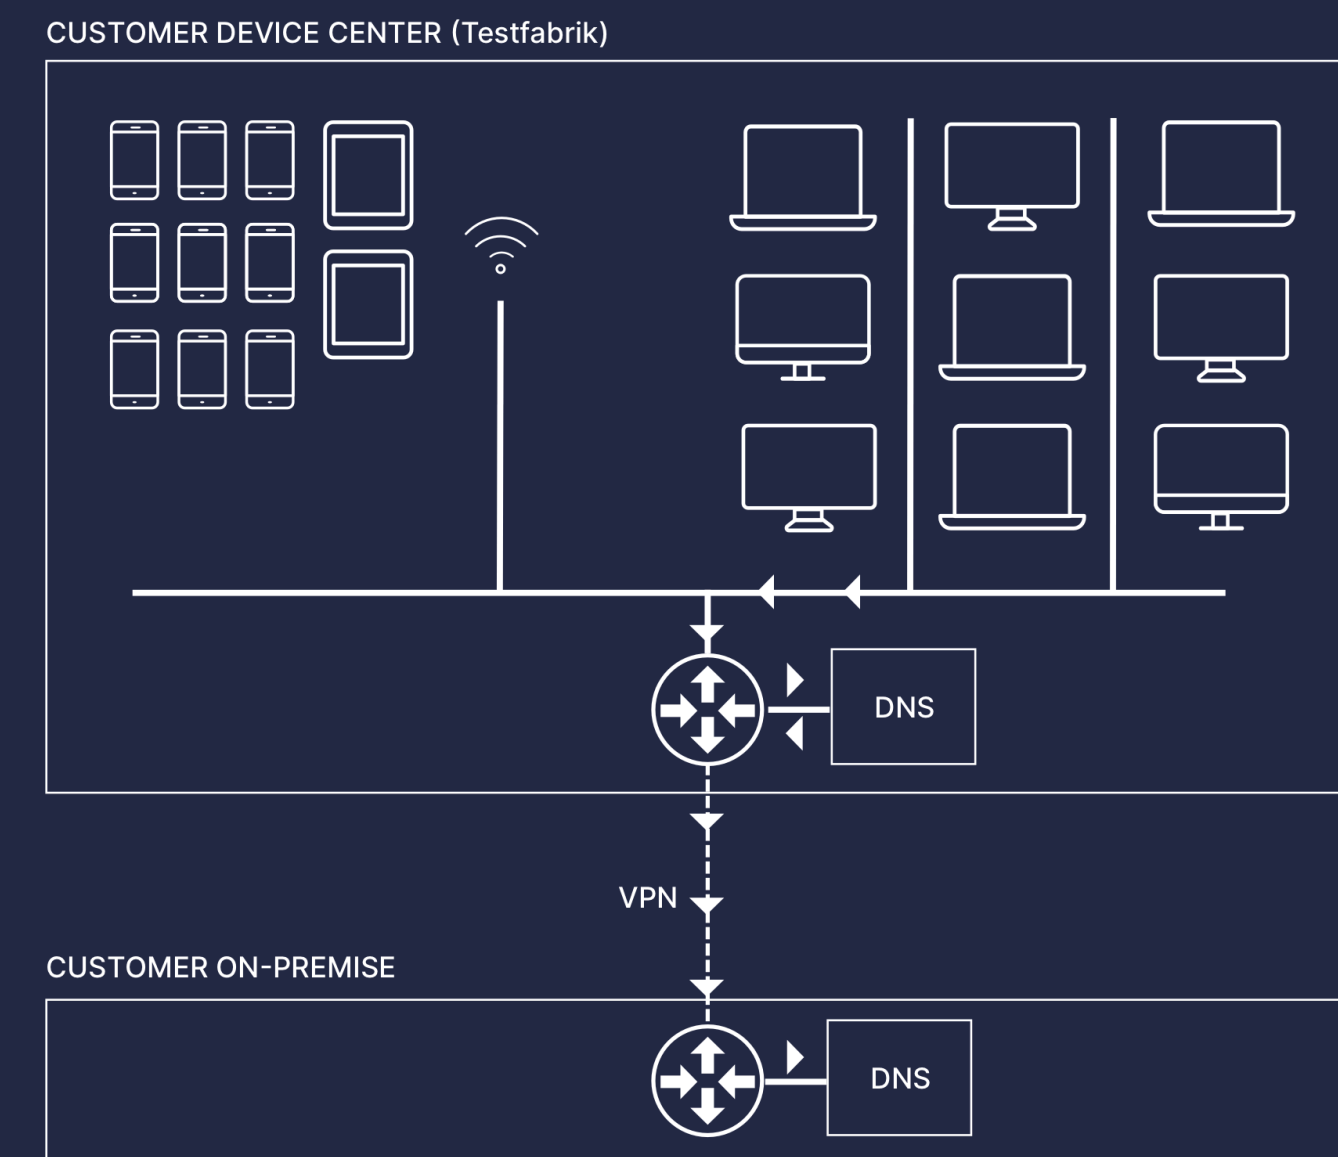 CUSTOMER DEVICE CENTER (Testfabrik)
DNS
VPN
CUSTOMER ON-PREMISE
DNS